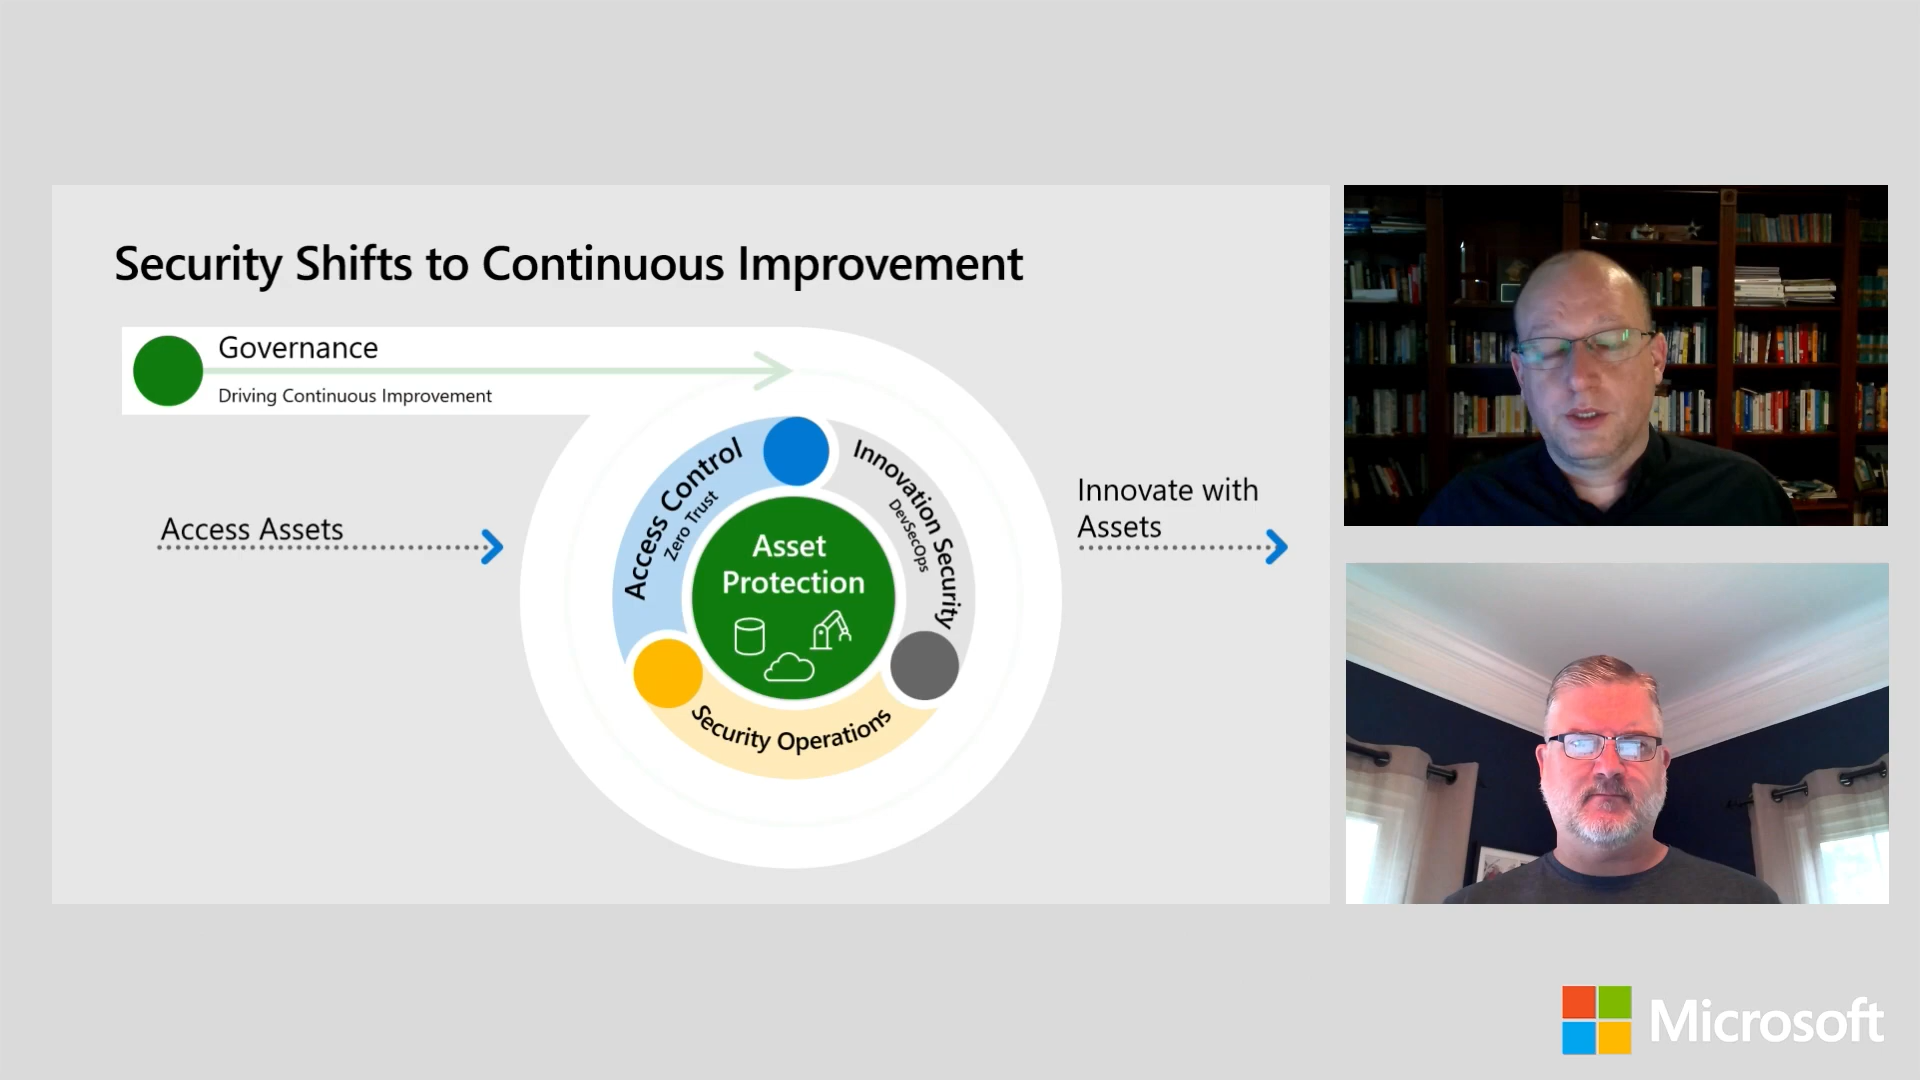 Security Shifts to Continuous Improvement
Governance
Driving Continuous Improvement
Access Assets
Access Control
Zero Trust
Innovation Security
DevSecOps
Asset
Protection
Security Operations
Innovate with
Assets
Microsoft